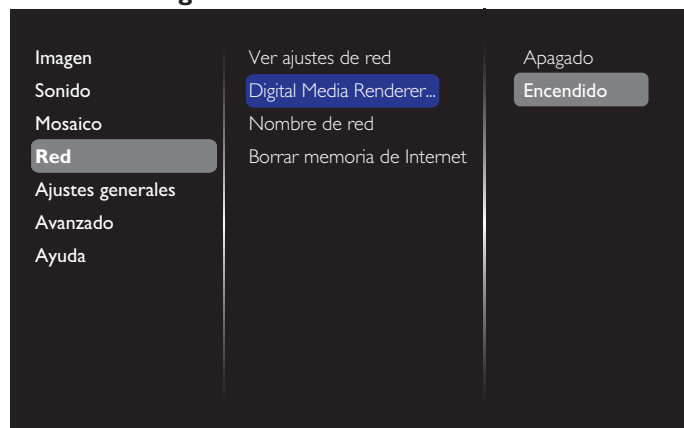 Imagen
Sonido
Mosaico
Red
Ajustes generales
Avanzado
Ayuda
Ver ajustes de red
Digital Media Renderer...
Nombre de red
Borrar memoria de Internet
Apagado
Encendido